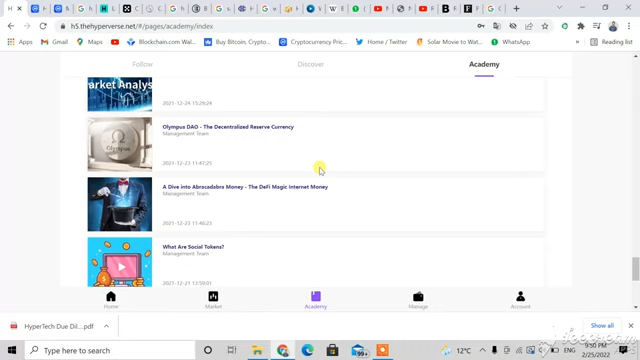 h5.thehyperverse.net/#/pages/academy/index
Apps
Gmail
YouTube
Maps
Blockchain.com Wal...
Buy Bitcoin, Crypto...
Cryptocurrency Pric...
Home / Twitter
Solar Movie to Wat...
WhatsApp
Reading list
Follow
Discover
Academy
arket Analys
2021-12-24 15:29:24
Olympus
Olympus DAO - The Decentralized Reserve Currency
Management Team
2021-12-23 11:47:25
A Dive into Abracadabra Money - The DeFi Magic Internet Money
Management Team
2021-12-23 11:46:23
What Are Social Tokens?
Management Team
2021-12-21 12:59:01
Home
Market
Academy
Manage
Account
HyperTech Due Dil....pdf
Show all
Type here to search
99+
12°C
9:50 PM
2/25/2022